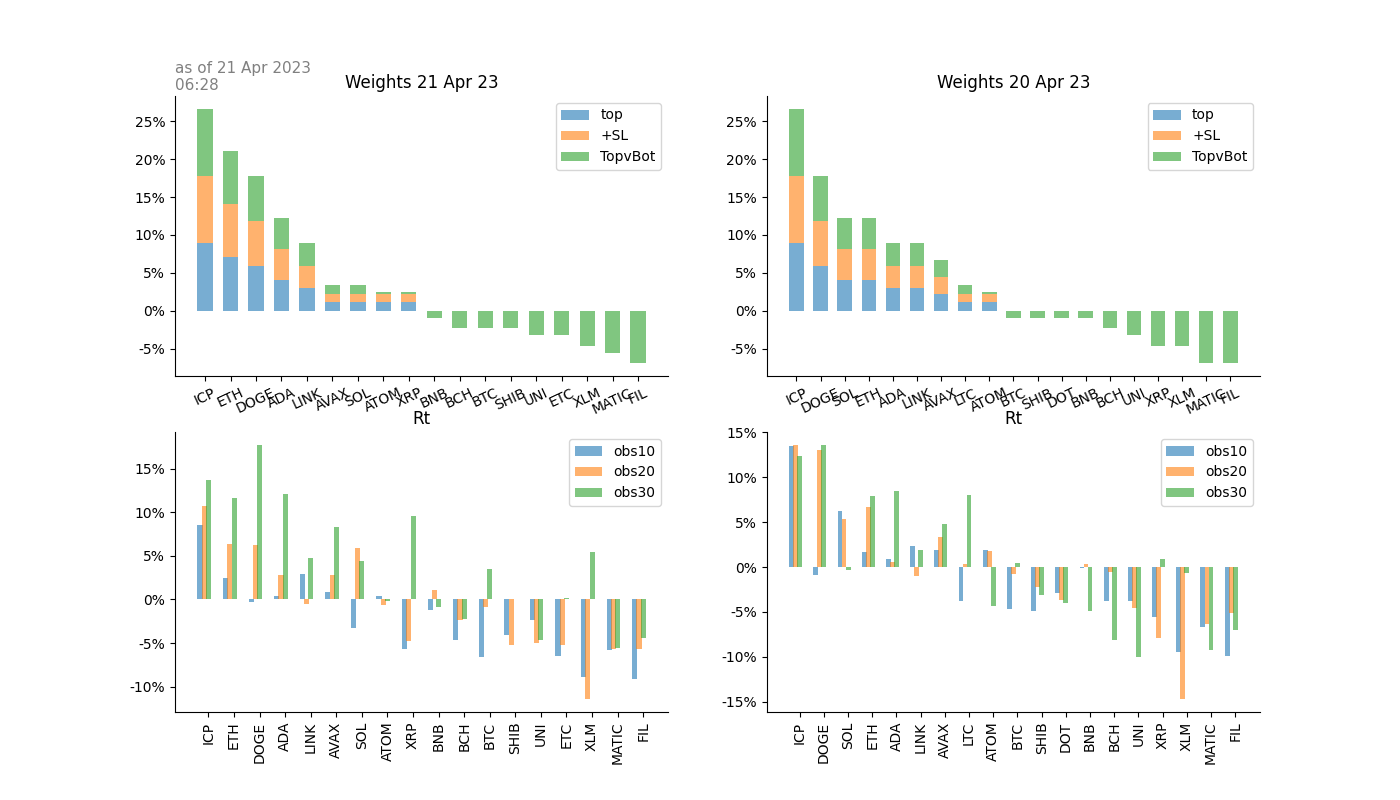 as of 21 Apr 2023
06:28
Weights 21 Apr 23
25%
20%
15%
10%
5%
0%
-5%
top
+SL
TopvBot
ICP ETH DOGE ADA LINK AVAX SOL ATOM XRP BNB BCH BTC SHIB UNI ETC XLM MATIC FIL
Weights 20 Apr 23
25%
20%
15%
10%
5%
0%
-5%
top
+SL
TopvBot
ICP DOGE SOL ETH ADA LINK AVAX LTC ATOM BTC SHIB DOT BNB BCH UNI XRP XLM MATIC FIL
Rt
15%
10%
5%
0%
-5%
-10%
obs10
obs20
obs30
ICP ETH DOGE ADA LINK AVAX SOL ATOM XRP BNB BCH BTC SHIB UNI ETC XLM MATIC FIL
Rt
15%
10%
5%
0%
-5%
-10%
-15%
obs10
obs20
obs30
ICP DOGE SOL ETH ADA LINK AVAX LTC ATOM BTC SHIB DOT BNB BCH UNI XRP XLM MATIC FIL